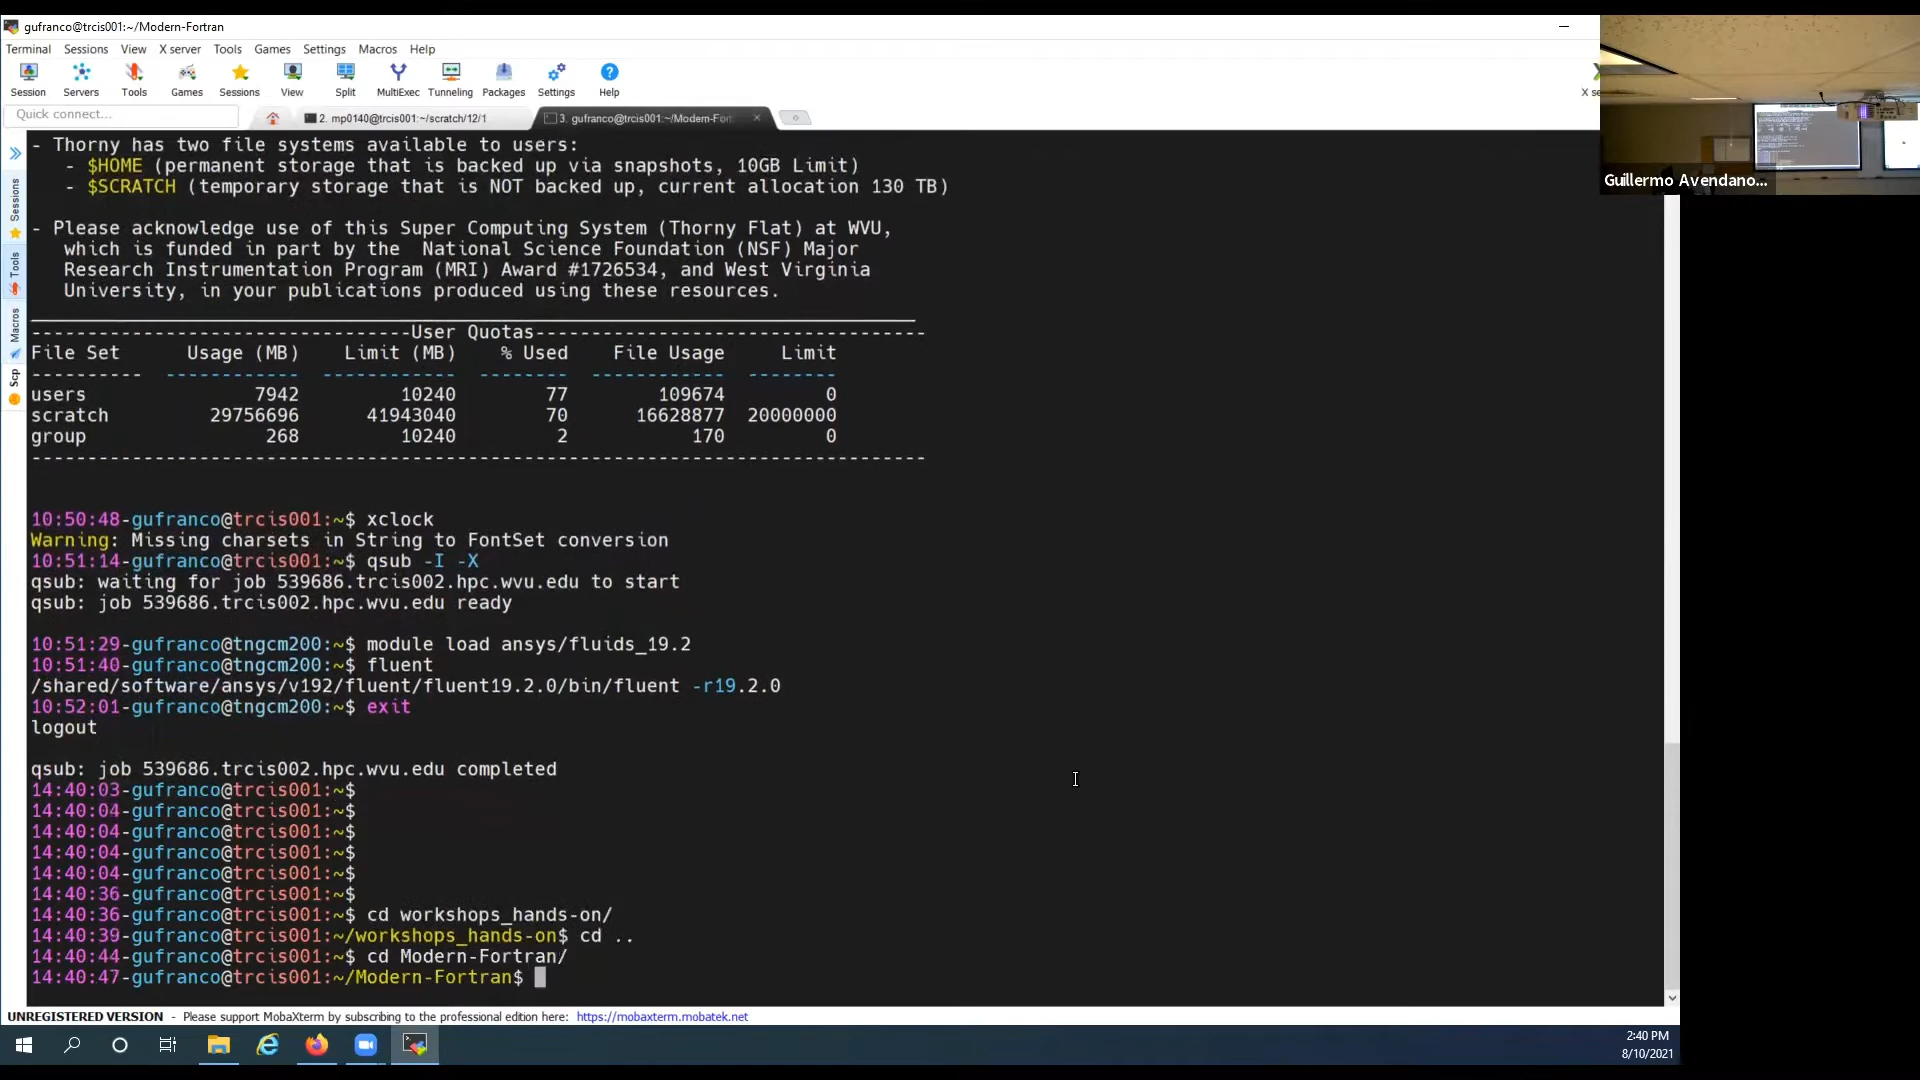 gufranco@trcis001:~/Modern-Fortran
Terminal Sessions View X server Tools Games Settings Macros Help
Session Servers Tools Games Sessions View Split MultiExec Tunneling Packages Settings Help
X se
Quick connect...
2. mp0140@trcis001:~/scratch/12/1
3. gufranco@trcis001:~/Modern-For
Guillermo Avendano...
Sessions
Tools
Macros
Scp
- Thorny has two file systems available to users:
- $HOME (permanent storage that is backed up via snapshots, 10GB Limit)
- $SCRATCH (temporary storage that is NOT backed up, current allocation 130 TB)
- Please acknowledge use of this Super Computing System (Thorny Flat) at WVU,
which is funded in part by the  National Science Foundation (NSF) Major
Research Instrumentation Program (MRI) Award #1726534, and West Virginia
University, in your publications produced using these resources.
----------------------------------User Quotas-----------------------------------
File Set Usage (MB) Limit (MB) % Used File Usage Limit
---------- ------------ ------------ -------- ------------ --------
users 7942 10240 77 109674 0
scratch 29756696 41943040 70 16628877 20000000
group 268 10240 2 170 0
--------------------------------------------------------------------------------
10:50:48-gufranco@trcis001:~$ xclock
Warning: Missing charsets in String to FontSet conversion
10:51:14-gufranco@trcis001:~$ qsub -I -X
qsub: waiting for job 539686.trcis002.hpc.wvu.edu to start
qsub: job 539686.trcis002.hpc.wvu.edu ready
10:51:29-gufranco@tngcm200:~$ module load ansys/fluids_19.2
10:51:40-gufranco@tngcm200:~$ fluent
/shared/software/ansys/v192/fluent/fluent19.2.0/bin/fluent -r19.2.0
10:52:01-gufranco@tngcm200:~$ exit
logout
qsub: job 539686.trcis002.hpc.wvu.edu completed
14:40:03-gufranco@trcis001:~$
14:40:04-gufranco@trcis001:~$
14:40:04-gufranco@trcis001:~$
14:40:04-gufranco@trcis001:~$
14:40:04-gufranco@trcis001:~$
14:40:36-gufranco@trcis001:~$
14:40:36-gufranco@trcis001:~$ cd workshops_hands-on/
14:40:39-gufranco@trcis001:~/workshops_hands-on$ cd ..
14:40:44-gufranco@trcis001:~$ cd Modern-Fortran/
14:40:47-gufranco@trcis001:~/Modern-Fortran$
UNREGISTERED VERSION - Please support MobaXterm by subscribing to the professional edition here: https://mobaxterm.mobatek.net
2:40 PM
8/10/2021